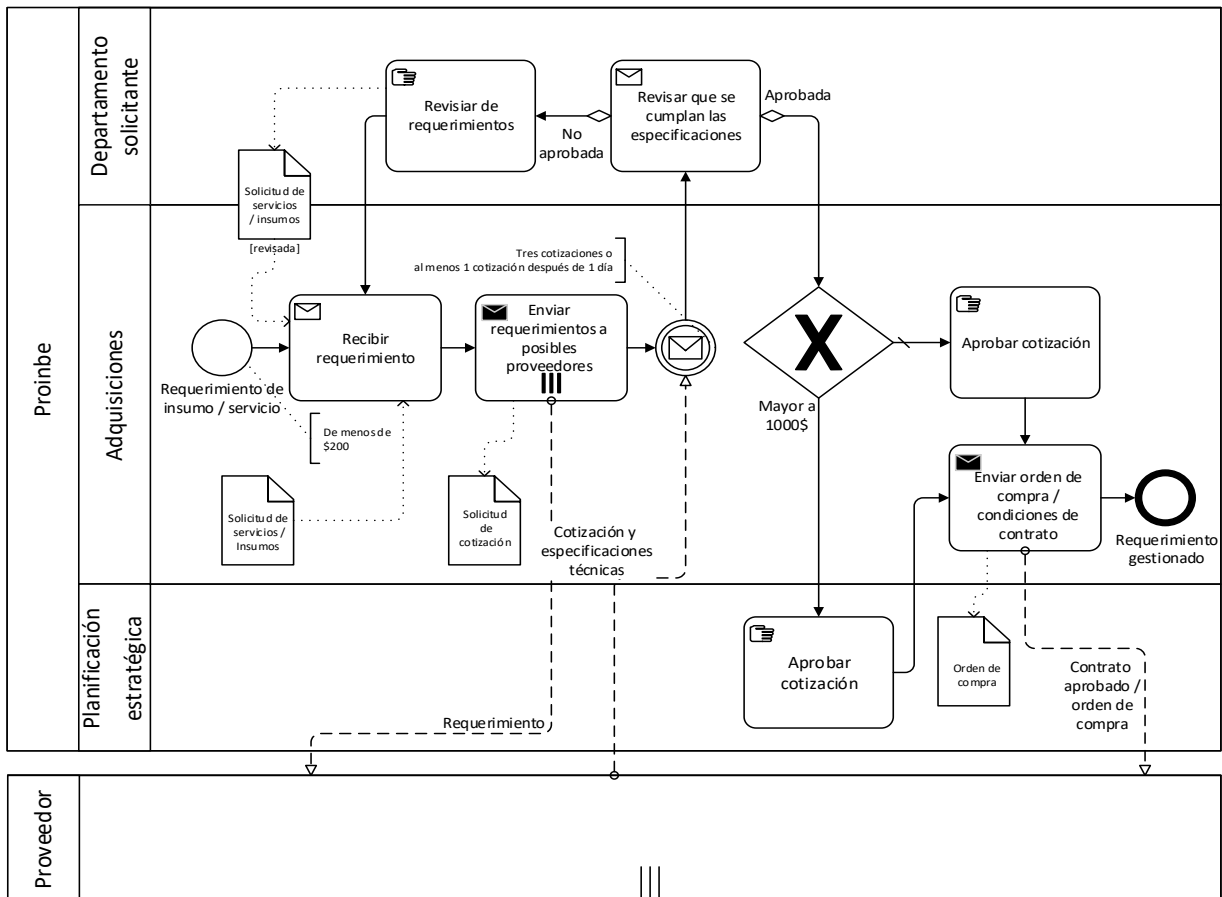 Proinbe
Departamento
solicitante
Revisiar de
requerimientos
No
aprobada
Revisar que se
cumplan las
especificaciones
Aprobada
Solicitud de
servicios
/ insumos
[revisada]
Adquisiciones
Requerimiento de
insumo / servicio
De menos de
$200
Solicitud de
servicios /
Insumos
Recibir
requerimiento
Enviar
requerimientos a
posibles
proveedores
Solicitud
de
cotización
Tres cotizaciones o
al menos 1 cotización después de 1 día
Cotización y
especificaciones
técnicas
X
Mayor a
1000$
Aprobar cotización
Enviar orden de
compra /
condiciones de
contrato
Requerimiento
gestionado
Planificación
estratégica
Aprobar
cotización
Orden de
compra
Contrato
aprobado /
orden de
compra
Requerimiento
Proveedor